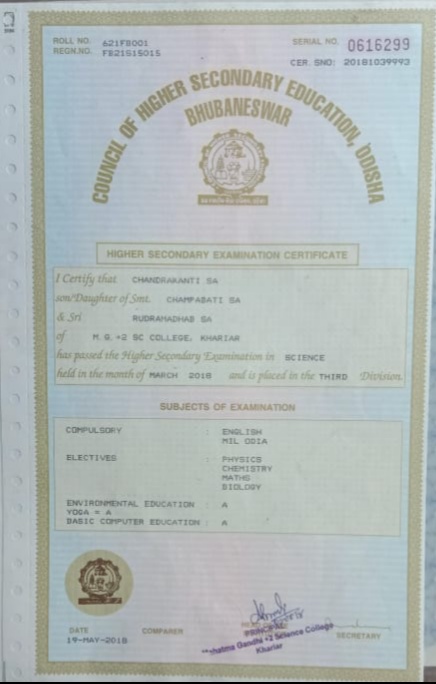 ROLL NO. 621FB001
REGN.NO. FB21515015
SERIAL NO. 0616299
CER. SNO: 20181039993
COUNCIL OF HIGHER SECONDARY EDUCATION, ODISHA
BHUBANESWAR
HIGHER SECONDARY EXAMINATION CERTIFICATE
I Certify that CHANDRAKANTI SA
son/Daughter of Smt. CHAMPABATI SA
& Sri RUDRAMADHAB SA
of M.G.+2 SC COLLEGE, KHARIAR
has passed the Higher Secondary Examination in SCIENCE
held in the month of MARCH 2018 and is placed in the THIRD Division.
SUBJECTS OF EXAMINATION
COMPULSORY : ENGLISH
MIL ODIA
ELECTIVES : PHYSICS
CHEMISTRY
MATHS
BIOLOGY
ENVIRONMENTAL EDUCATION : A
YOGA = A
BASIC COMPUTER EDUCATION : A
DATE
19-MAY-2018
COMPARER
PRINCIPAL
Mahatma Gandhi +2 Science College
Khariar
SECRETARY